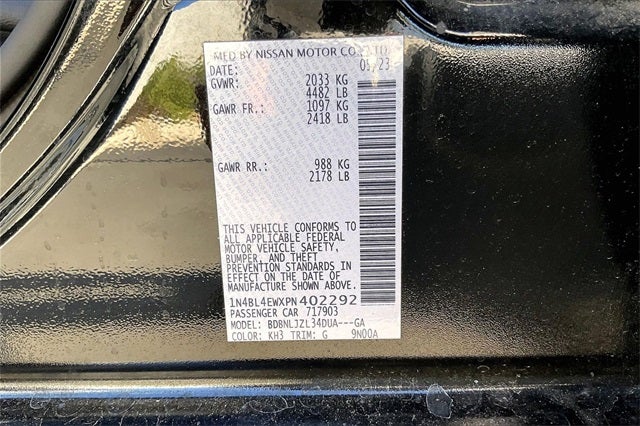 MFD BY NISSAN MOTOR CO., LTD.
DATE: 23
GVWR: 2033 KG
4482 LB
GAWR FR.: 1097 KG
2418 LB
GAWR RR.: 988 KG
2178 LB
THIS VEHICLE CONFORMS TO
ALL APPLICABLE FEDERAL
MOTOR VEHICLE SAFETY,
BUMPER, AND THEFT
PREVENTION STANDARDS IN
EFFECT ON THE DATE OF
MANUFACTURE SHOWN ABOVE.
1N4BL4EWXPN402292
PASSENGER CAR 717903
MODEL: BDBNLJZL34DUA---GA
COLOR: KH3 TRIM: G 9N00A